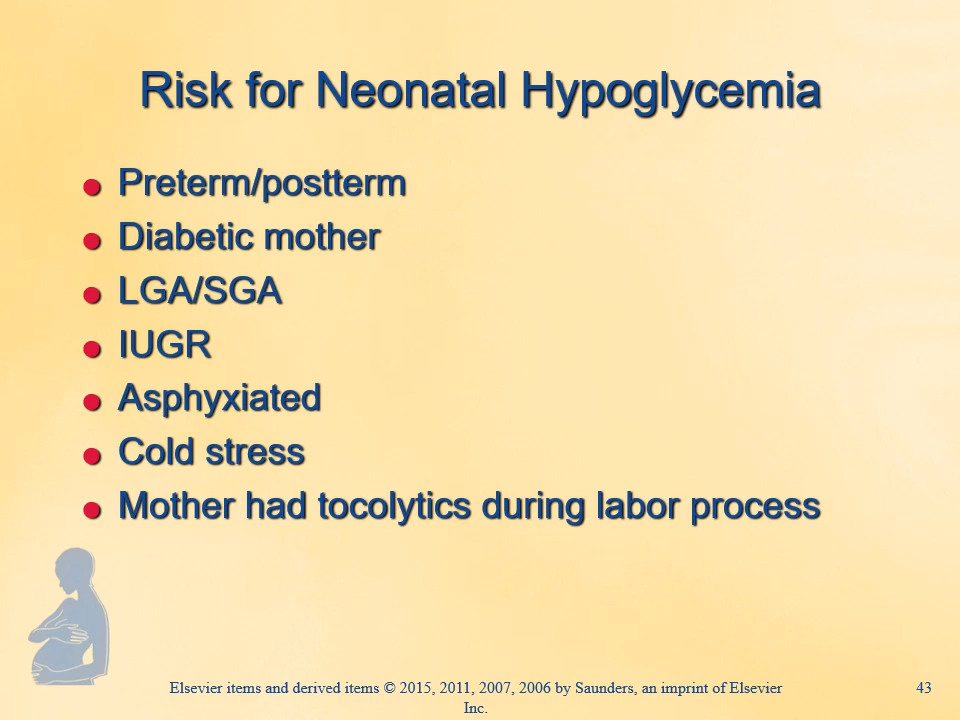 Risk for Neonatal Hypoglycemia
Preterm/postterm
Diabetic mother
LGA/SGA
IUGR
Asphyxiated
Cold stress
Mother had tocolytics during labor process
Elsevier items and derived items © 2015, 2011, 2007, 2006 by Saunders, an imprint of Elsevier
Inc.
43